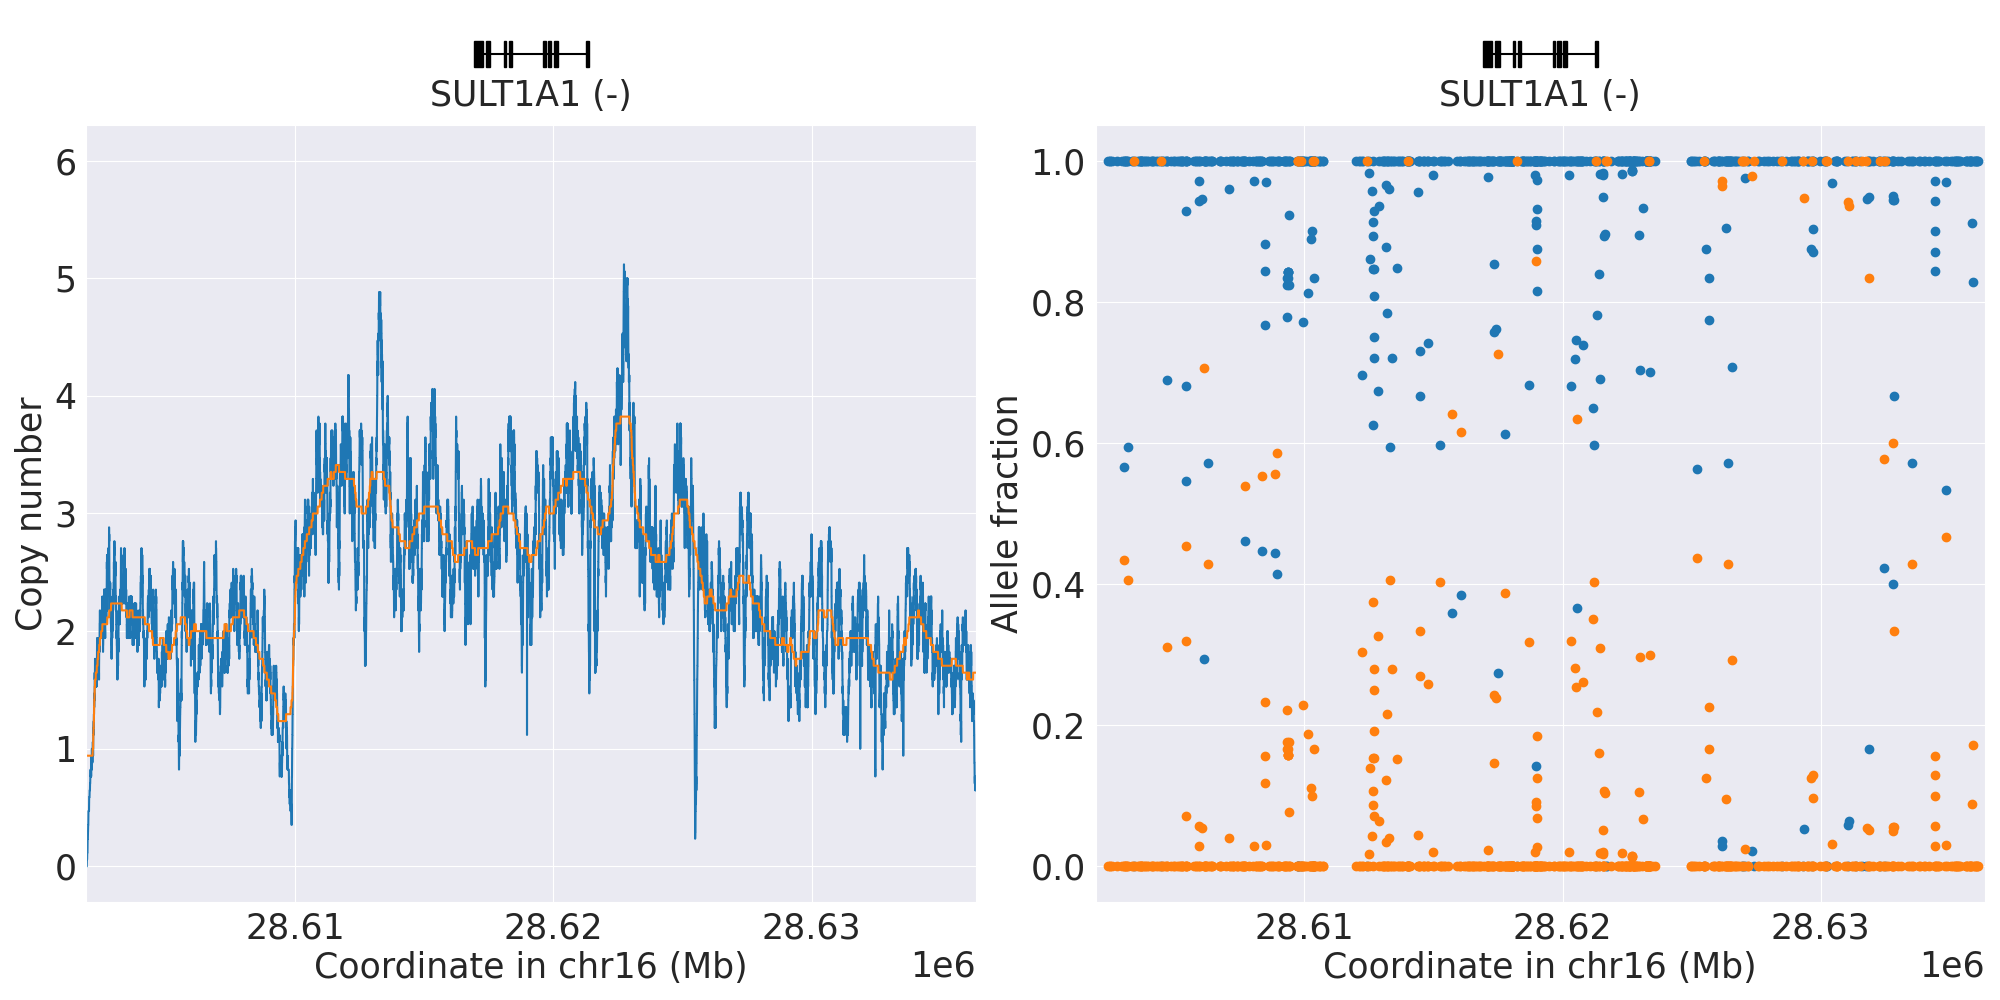 SULT1A1 (-)
Copy number
6
5
4
3
2
1
0
28.61
28.62
28.63
Coordinate in chr16 (Mb)
1e6
SULT1A1 (-)
Allele fraction
1.0
0.8
0.6
0.4
0.2
0.0
28.61
28.62
28.63
Coordinate in chr16 (Mb)
1e6